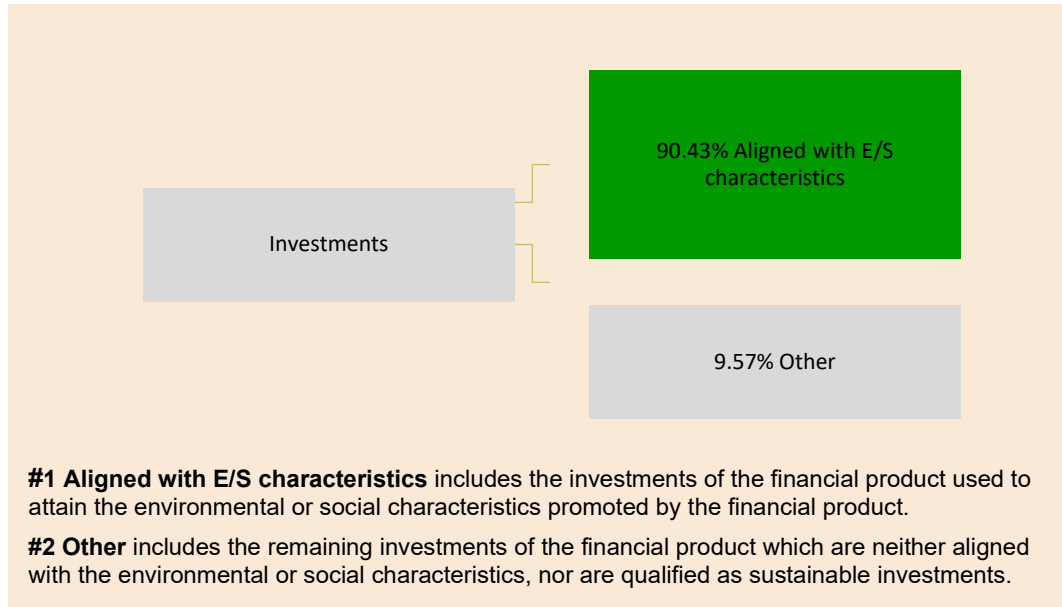 90.43% Aligned with E/S
characteristics
Investments
9.57% Other
#1 Aligned with E/S characteristics includes the investments of the financial product used to
attain the environmental or social characteristics promoted by the financial product.
#2 Other includes the remaining investments of the financial product which are neither aligned
with the environmental or social characteristics, nor are qualified as sustainable investments.